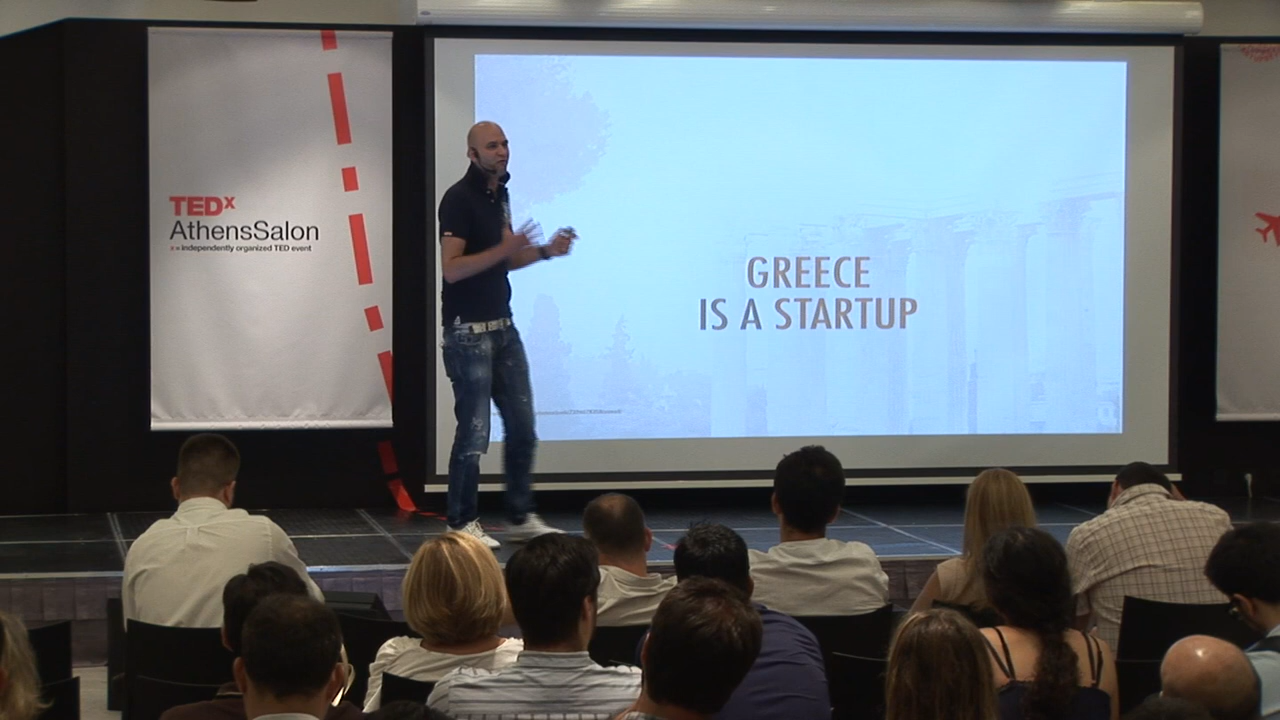 TEDx
AthensSalon
x = independently organized TED event
GREECE
IS A STARTUP